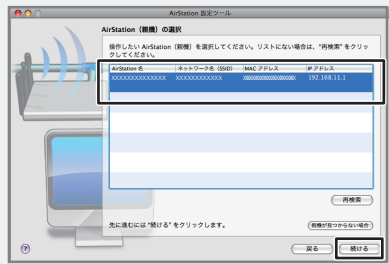 AirStation 設定ツール
AirStation（親機）の選択
操作したい AirStation（親機）を選択してください。リストにない場合は、"再検索" をクリッ
クしてください。
AirStation 名 ネットワーク名（SSID） MAC アドレス IP アドレス
XXXXXXXXXXXXXX XXXXXXXXXXXX 192.168.11.1
再検索
先に進むには "続ける" をクリックします。
親機が見つからない場合
? 戻る 続ける